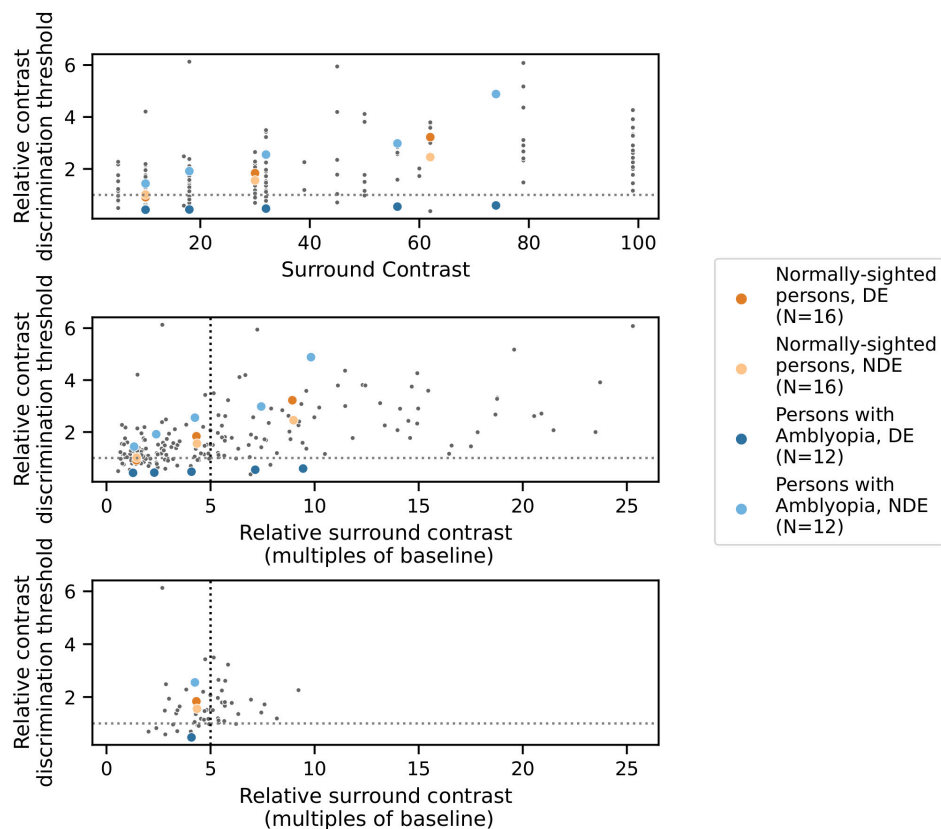 Relative contrast
discrimination threshold
6
4
2
20
40
60
80
100
Surround Contrast
Relative contrast
discrimination threshold
6
4
2
0
5
10
15
20
25
Relative surround contrast
(multiples of baseline)
Relative contrast
discrimination threshold
6
4
2
0
5
10
15
20
25
Relative surround contrast
(multiples of baseline)
Normally-sighted
persons, DE
(N=16)
Normally-sighted
persons, NDE
(N=16)
Persons with
Amblyopia, DE
(N=12)
Persons with
Amblyopia, NDE
(N=12)